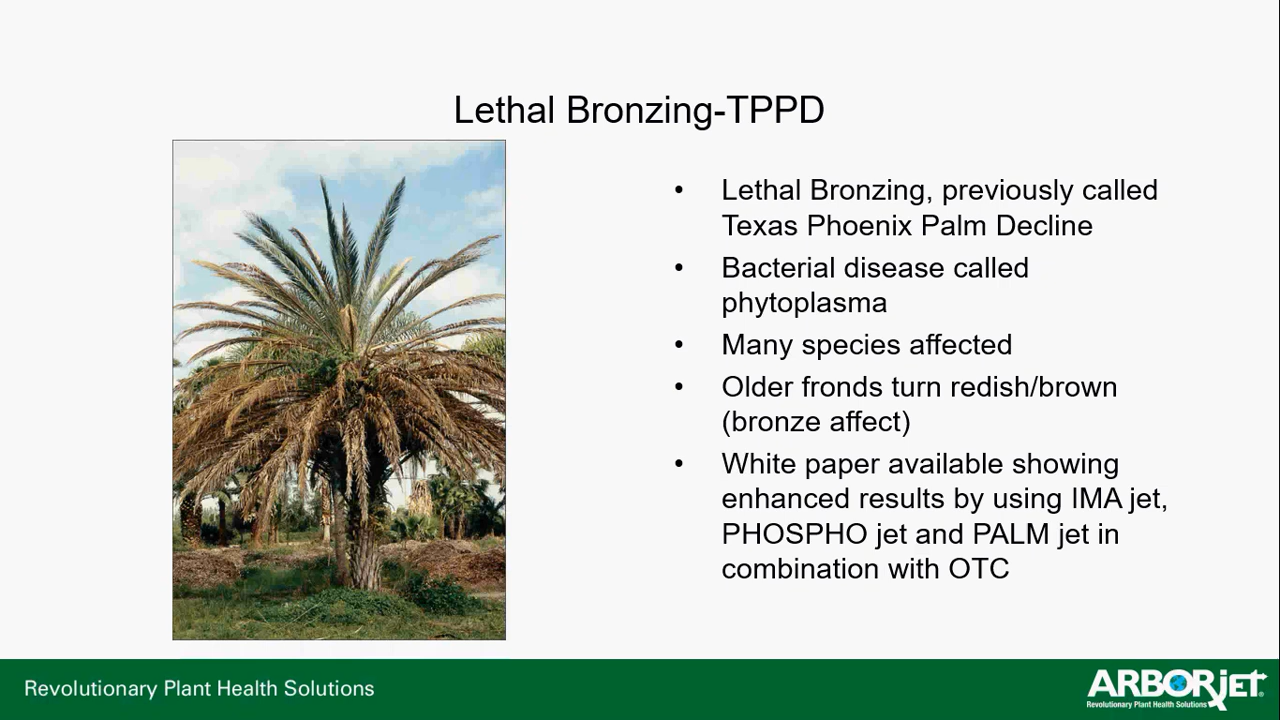 Lethal Bronzing-TPPD
• Lethal Bronzing, previously called
Texas Phoenix Palm Decline
• Bacterial disease called
phytoplasma
• Many species affected
• Older fronds turn redish/brown
(bronze affect)
• White paper available showing
enhanced results by using IMA jet,
PHOSPHO jet and PALM jet in
combination with OTC
Revolutionary Plant Health Solutions
ARBORjET®
Revolutionary Plant Health Solutions